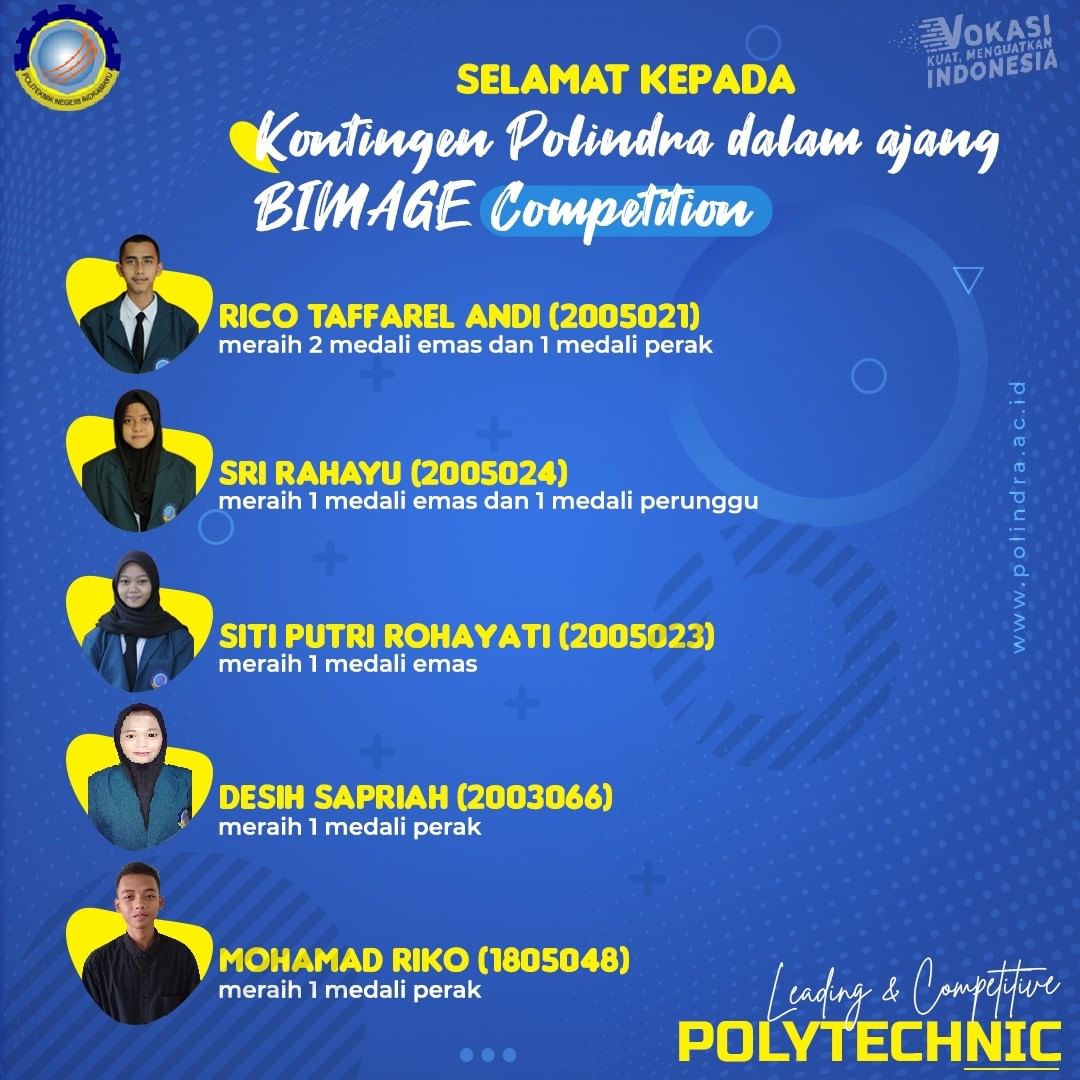 POLITEKNIK NEGERI INDRAMAYU
VOKASI
KUAT, MENGUATKAN
INDONESIA
SELAMAT KEPADA
Kontingen Polindra dalam ajang
BIMAGE Competition
RICO TAFFAREL ANDI (2005021)
meraih 2 medali emas dan 1 medali perak
SRI RAHAYU (2005024)
meraih 1 medali emas dan 1 medali perunggu
SITI PUTRI ROHAYATI (2005023)
meraih 1 medali emas
DESIH SAPRIAH (2003066)
meraih 1 medali perak
MOHAMAD RIKO (1805048)
meraih 1 medali perak
www.polindra.ac.id
Leading & Competitive
POLYTECHNIC